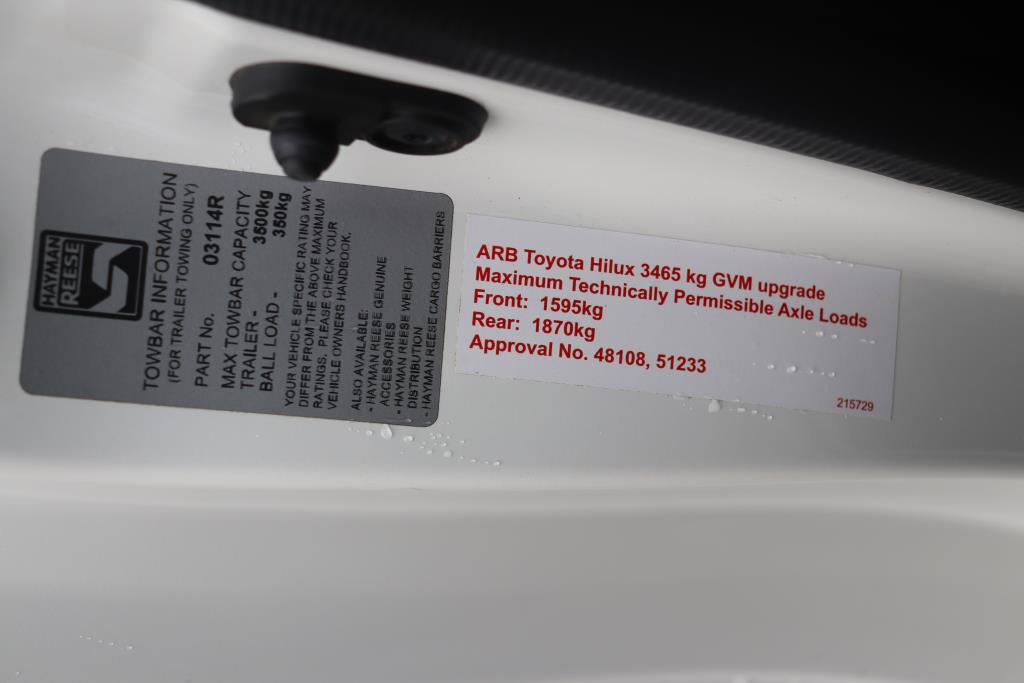 HAYMAN
REESE
TOWBAR INFORMATION
(FOR TRAILER TOWING ONLY)
PART No. 03114R
MAX TOWBAR CAPACITY
TRAILER - 3500kg
BALL LOAD - 350kg
YOUR VEHICLE SPECIFIC RATING MAY
DIFFER FROM THE ABOVE MAXIMUM
RATINGS. PLEASE CHECK YOUR
VEHICLE OWNERS HANDBOOK.
ALSO AVAILABLE:
- HAYMAN REESE GENUINE
ACCESSORIES
- HAYMAN REESE WEIGHT
DISTRIBUTION
- HAYMAN REESE CARGO BARRIERS
ARB Toyota Hilux 3465 kg GVM upgrade
Maximum Technically Permissible Axle Loads
Front: 1595kg
Rear: 1870kg
Approval No. 48108, 51233
215729